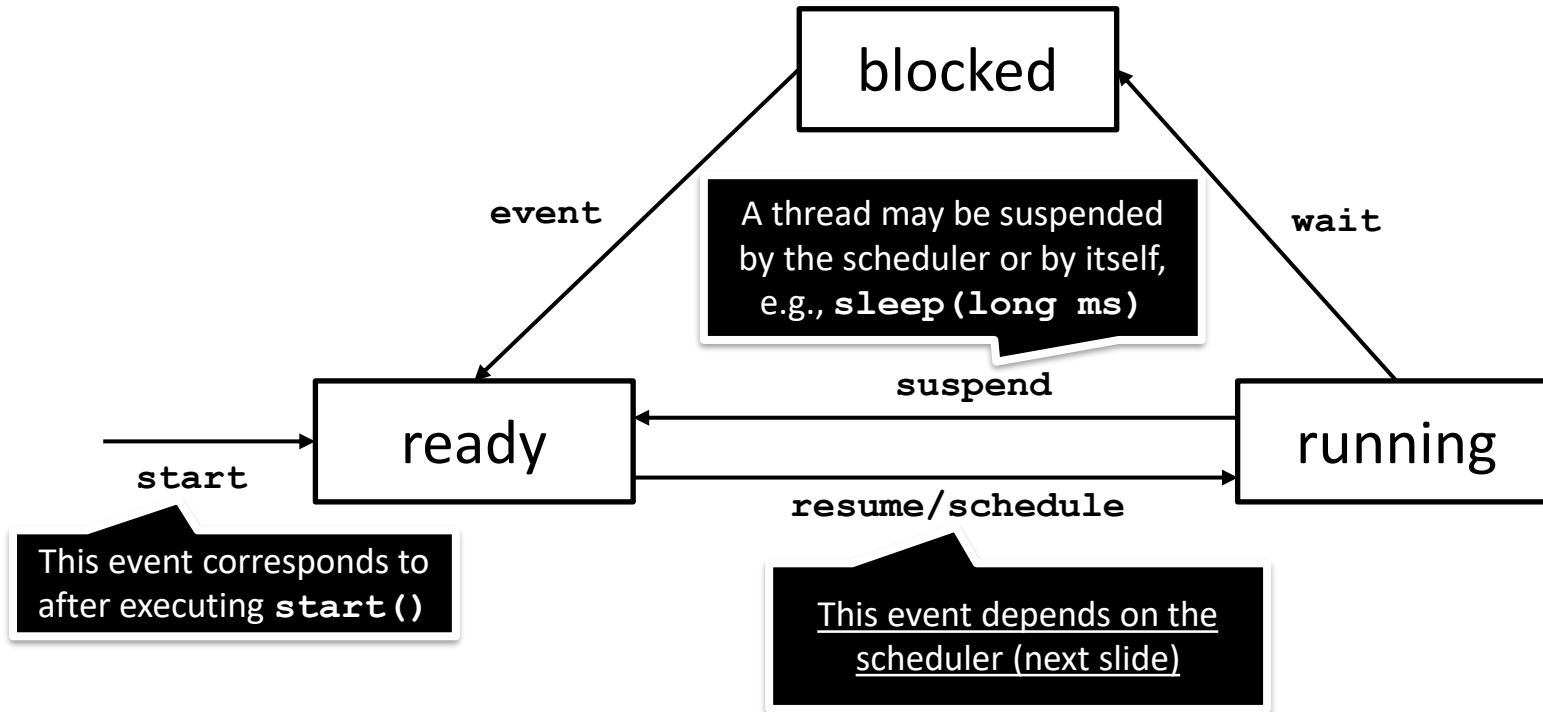 blocked
event
A thread may be suspended
by the scheduler or by itself,
e.g., sleep(long ms)
wait
suspend
ready
running
start
resume/schedule
This event corresponds to
after executing start()
This event depends on the
scheduler (next slide)